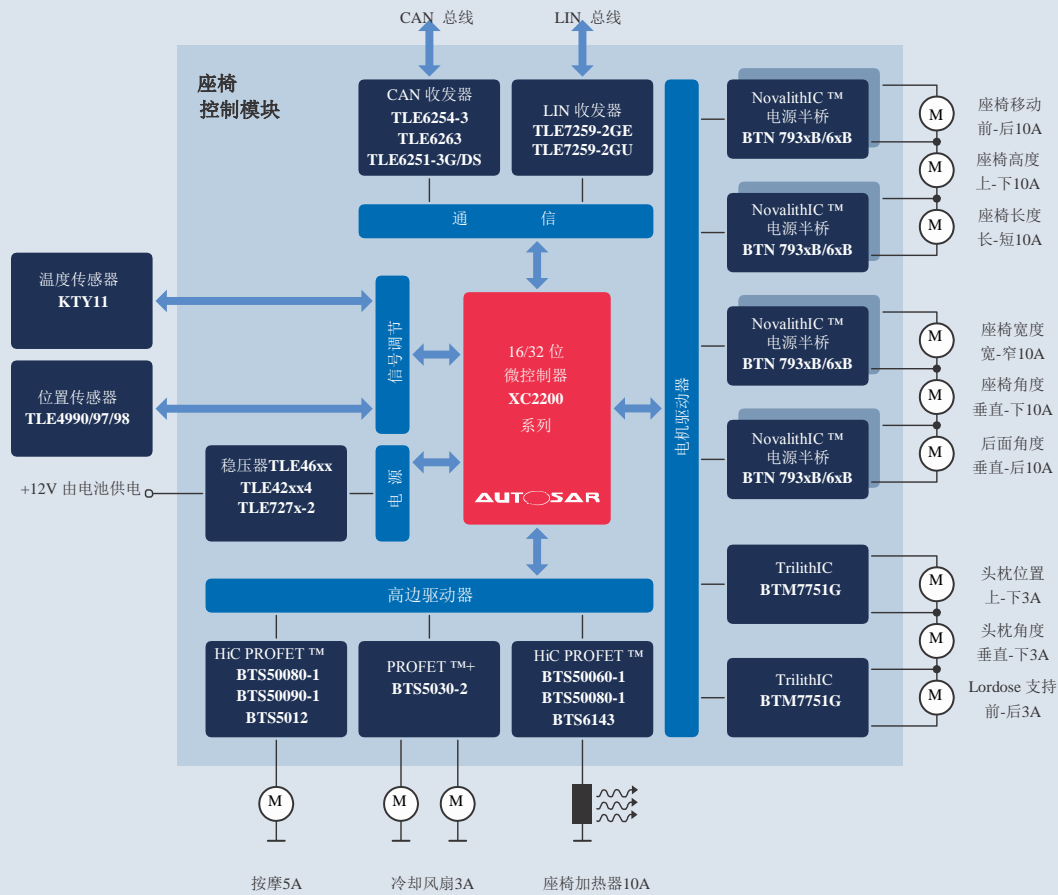 CAN 总线
LIN 总线
座椅
控制模块
CAN 收发器
TLE6254-3
TLE6263
TLE6251-3G/DS
LIN 收发器
TLE7259-2GE
TLE7259-2GU
通 信
温度传感器
KTY11
位置传感器
TLE4990/97/98
信号调节
16/32 位
微控制器
XC2200
系列
AUTOSAR
+12V 由电池供电
稳压器TLE46xx
TLE42xx4
TLE727x-2
电 源
电机驱动器
高边驱动器
HiC PROFET ™
BTS50080-1
BTS50090-1
BTS5012
PROFET ™+
BTS5030-2
HiC PROFET ™
BTS50060-1
BTS50080-1
BTS6143
M
按摩5A
M
M
冷却风扇3A
座椅加热器10A
NovalithIC ™
电源半桥
BTN 793xB/6xB
NovalithIC ™
电源半桥
BTN 793xB/6xB
NovalithIC ™
电源半桥
BTN 793xB/6xB
NovalithIC ™
电源半桥
BTN 793xB/6xB
TrilithIC
BTM7751G
TrilithIC
BTM7751G
M
座椅移动
前-后10A
M
座椅高度
上-下10A
M
座椅长度
长-短10A
M
座椅宽度
宽-窄10A
M
座椅角度
垂直-下10A
M
后面角度
垂直-后10A
M
头枕位置
上-下3A
M
头枕角度
垂直-下3A
M
Lordose 支持
前-后3A